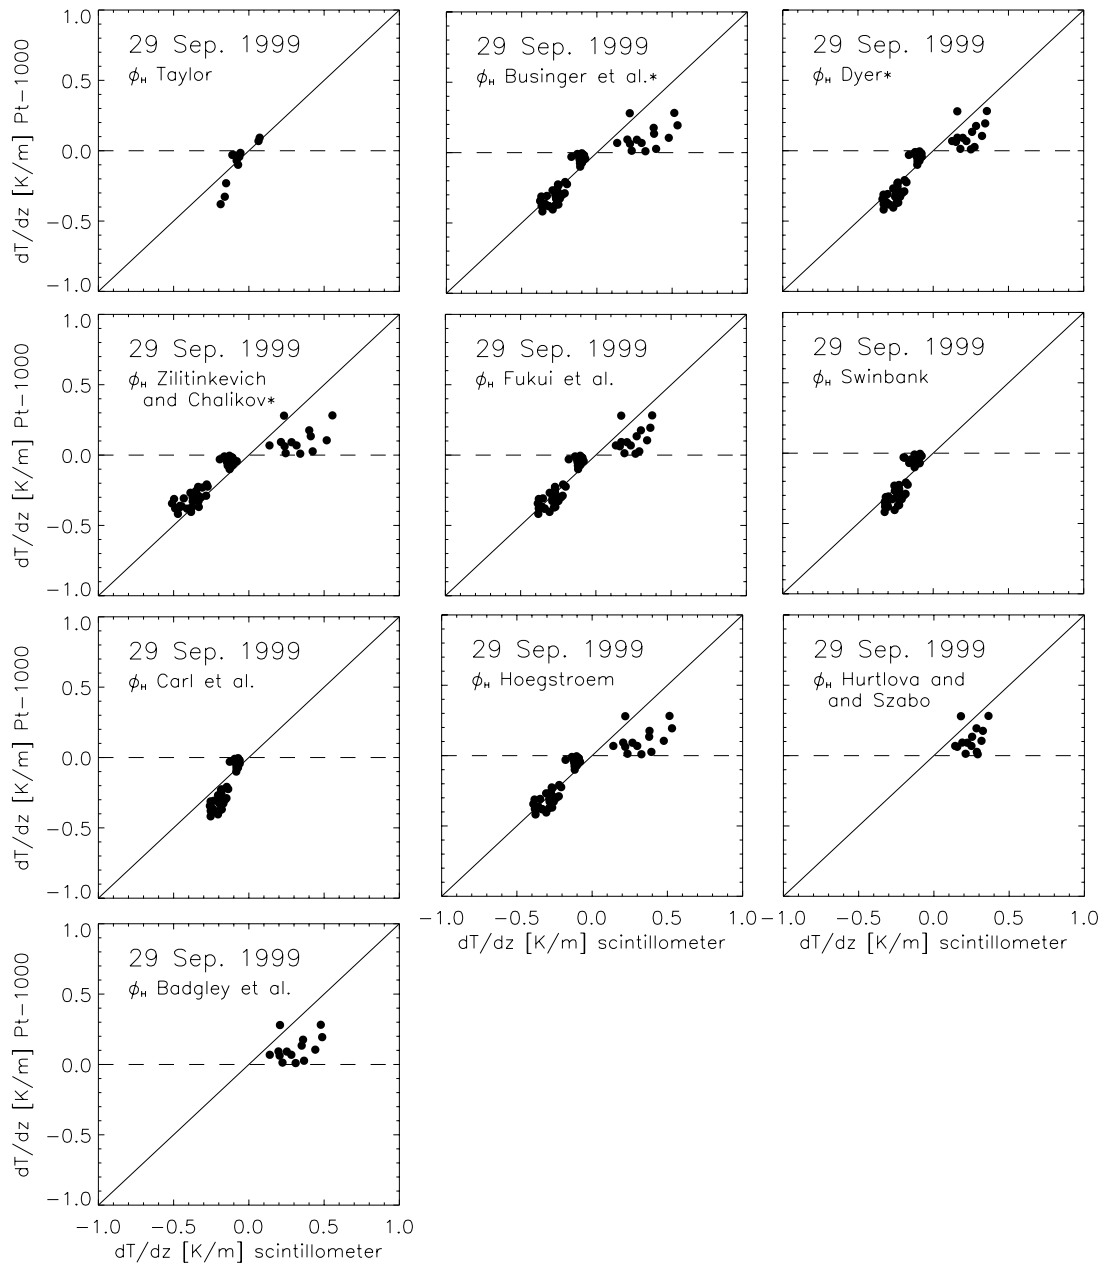 1.0
0.5
0.0
−0.5
−1.0
dT/dz [K/m] Pt−1000
29 Sep. 1999
ϕH Taylor
29 Sep. 1999
ϕH Businger et al.*
29 Sep. 1999
ϕH Dyer*
1.0
0.5
0.0
−0.5
−1.0
dT/dz [K/m] Pt−1000
29 Sep. 1999
ϕH Zilitinkevich
and Chalikov*
29 Sep. 1999
ϕH Fukui et al.
29 Sep. 1999
ϕH Swinbank
1.0
0.5
0.0
−0.5
−1.0
dT/dz [K/m] Pt−1000
29 Sep. 1999
ϕH Carl et al.
29 Sep. 1999
ϕH Hoegstroem
−1.0 −0.5 0.0 0.5 1.0
dT/dz [K/m] scintillometer
29 Sep. 1999
ϕH Hurtlova and
and Szabo
−1.0 −0.5 0.0 0.5 1.0
dT/dz [K/m] scintillometer
1.0
0.5
0.0
−0.5
−1.0
dT/dz [K/m] Pt−1000
29 Sep. 1999
ϕH Badgley et al.
−1.0 −0.5 0.0 0.5 1.0
dT/dz [K/m] scintillometer